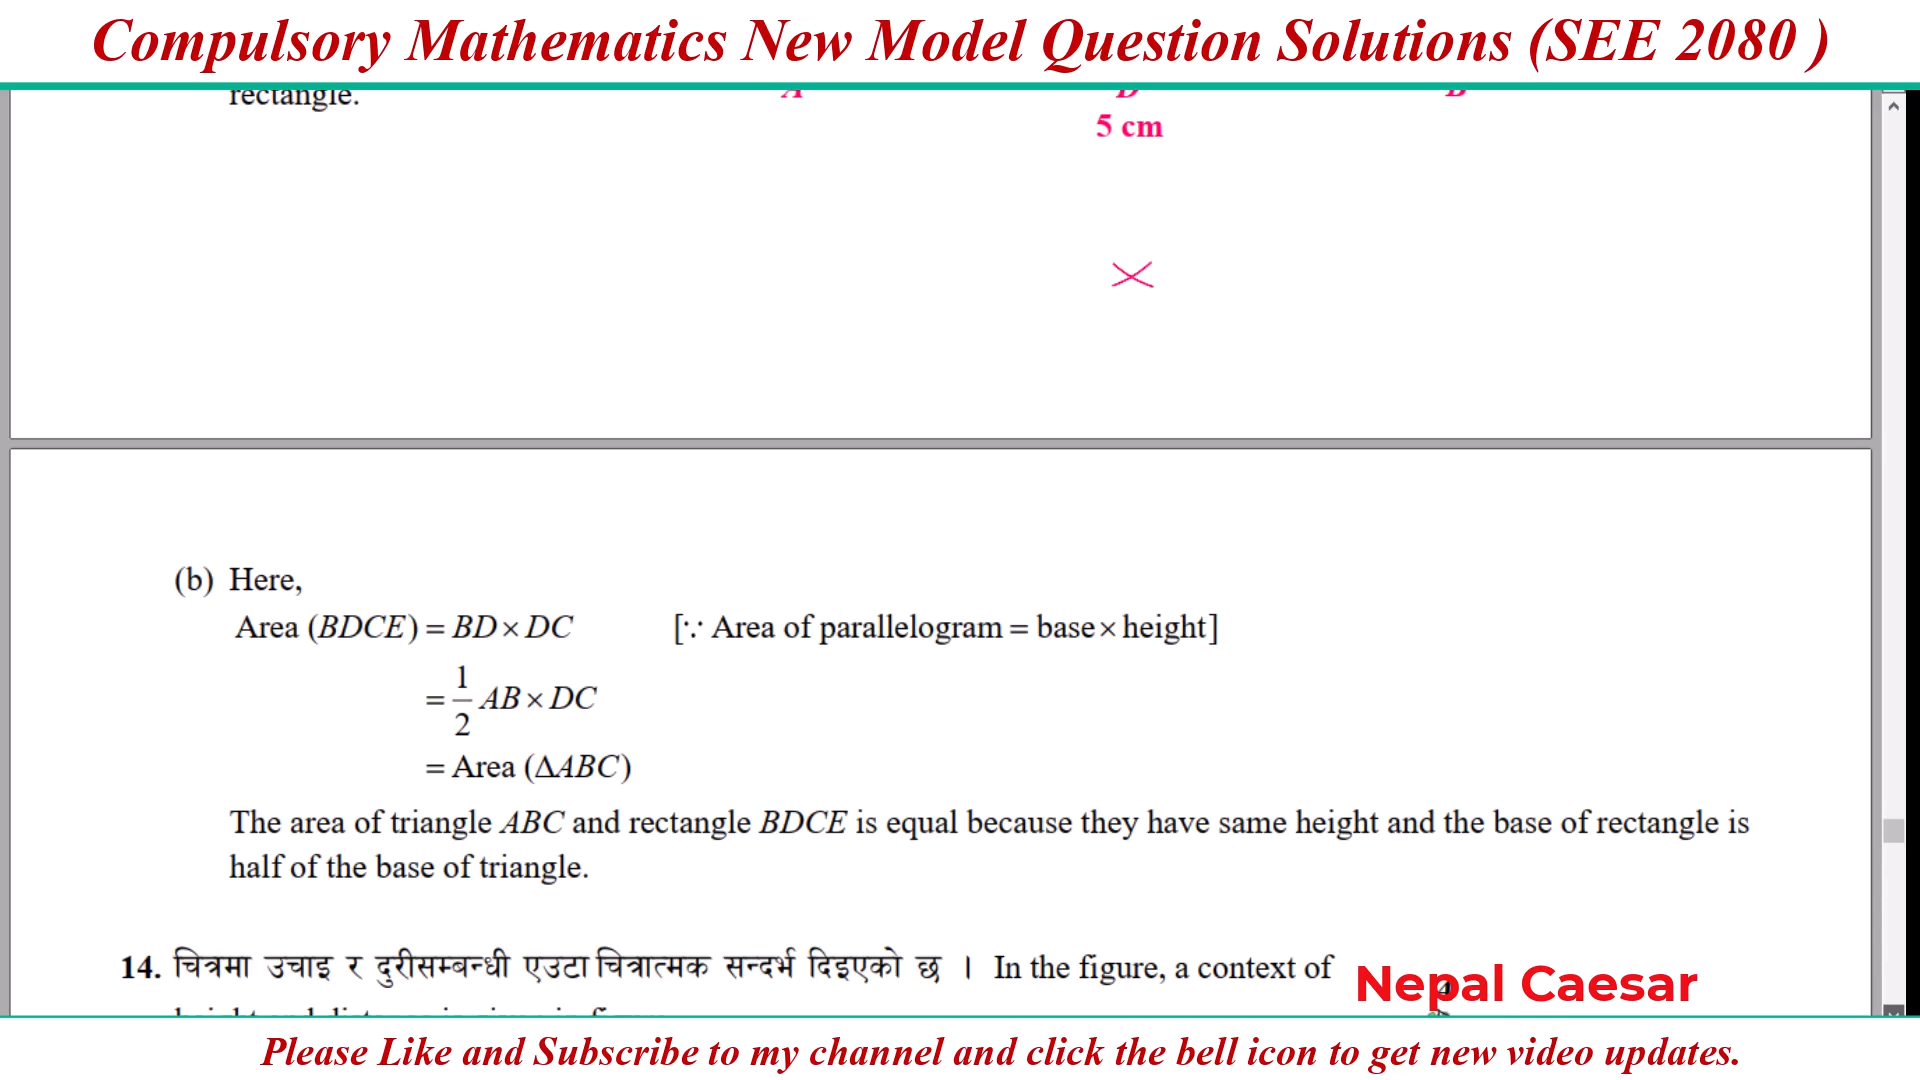 Compulsory Mathematics New Model Question Solutions (SEE 2080 )
rectangle.
A D B
5 cm
(b) Here,
Area (BDCE) = BD × DC [∵ Area of parallelogram = base × height]
= 1/2 AB × DC
= Area (ΔABC)
The area of triangle ABC and rectangle BDCE is equal because they have same height and the base of rectangle is
half of the base of triangle.
14. चित्रमा उचाइ र दुरीसम्बन्धी एउटा चित्रात्मक सन्दर्भ दिइएको छ । In the figure, a context of
Nepal Caesar
Please Like and Subscribe to my channel and click the bell icon to get new video updates.